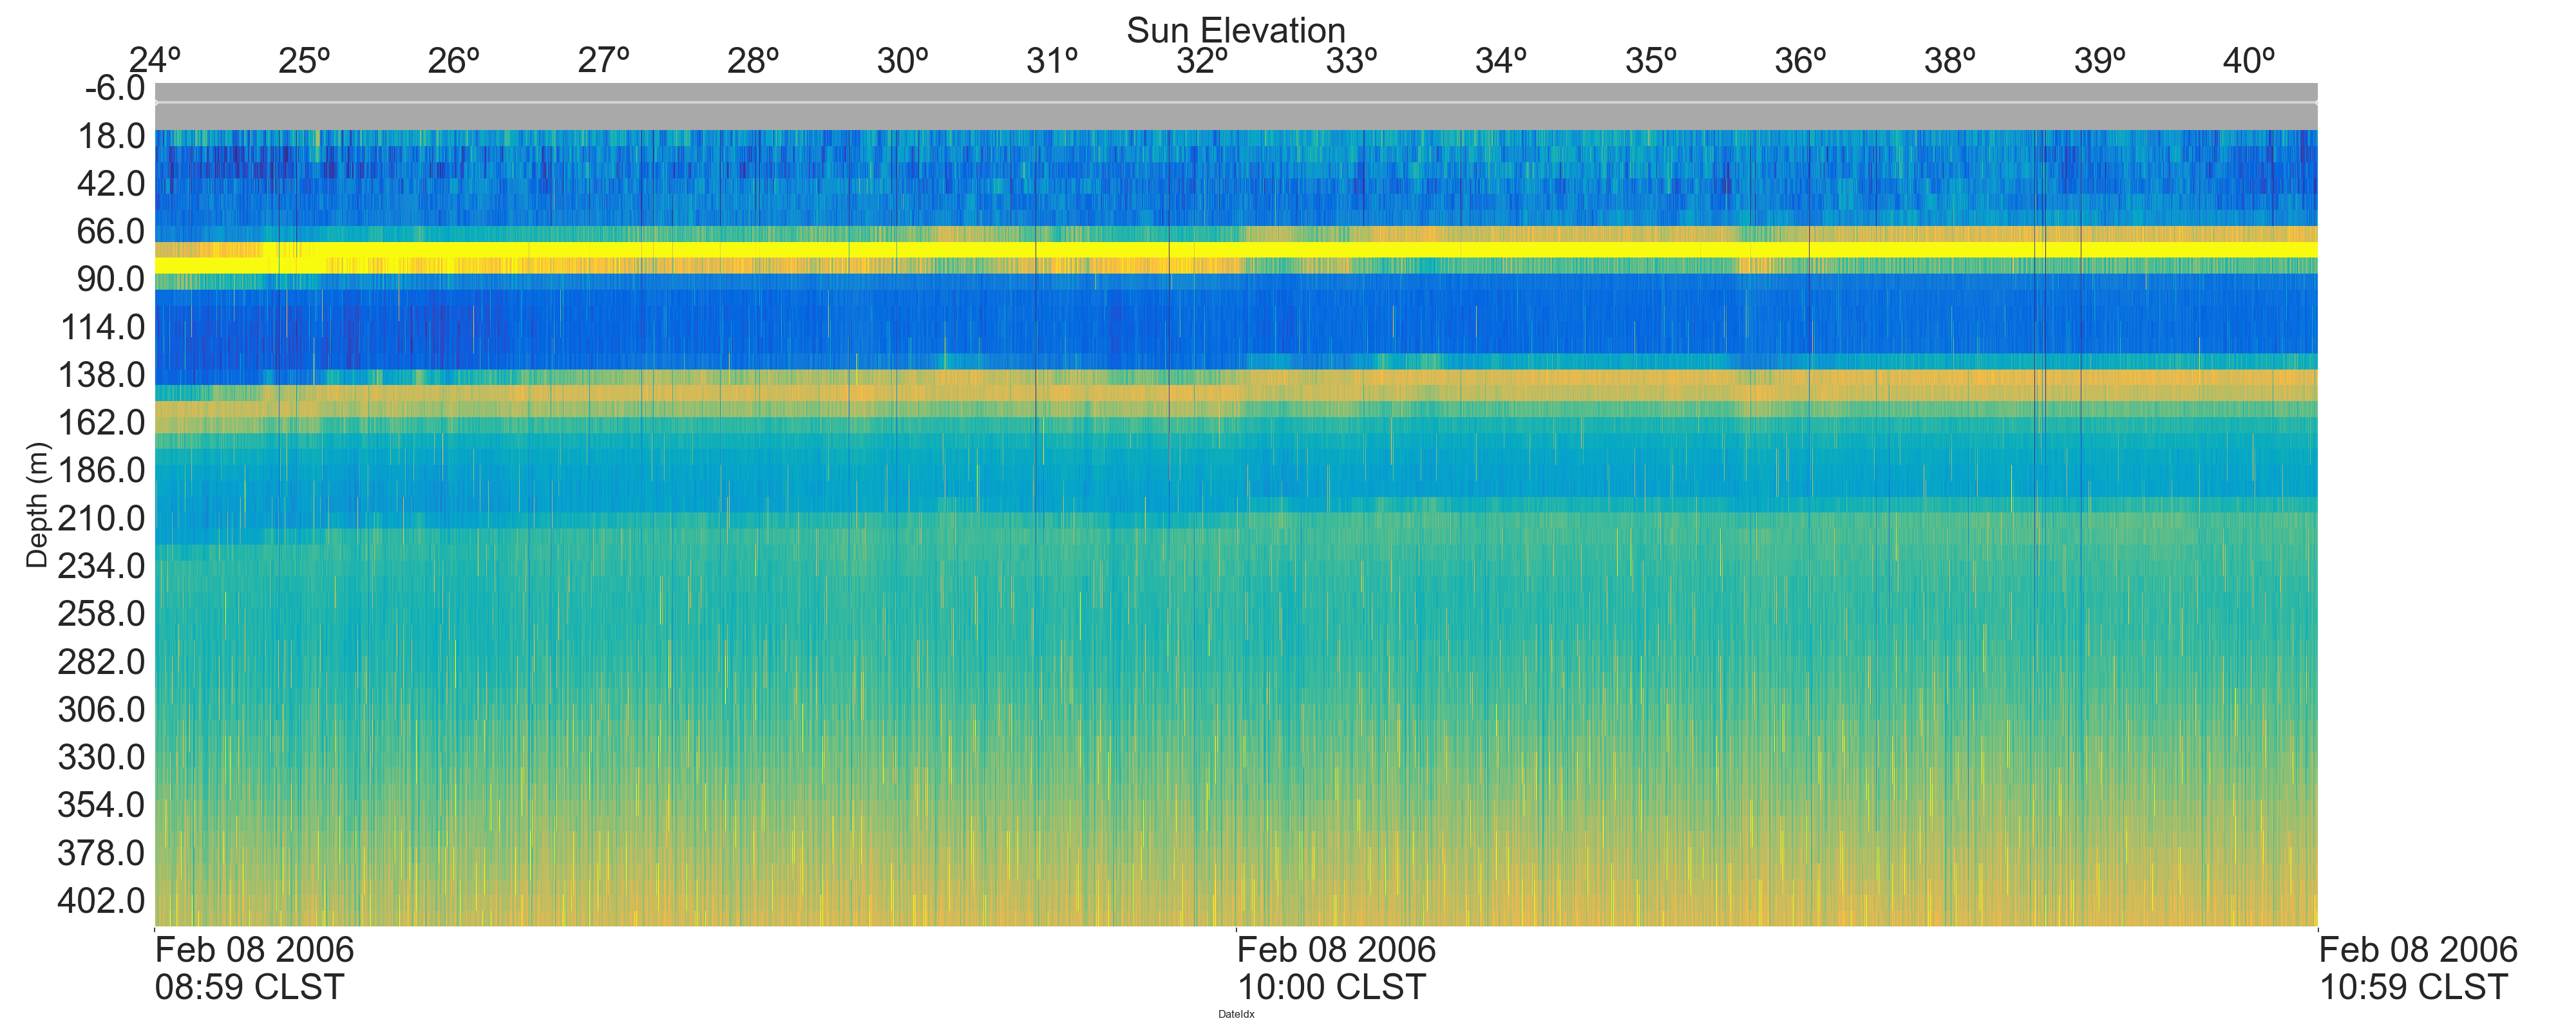 Sun Elevation
24º 25º 26º 27º 28º 30º 31º 32º 33º 34º 35º 36º 38º 39º 40º
-6.0
18.0
42.0
66.0
90.0
114.0
138.0
162.0
186.0
210.0
234.0
258.0
282.0
306.0
330.0
354.0
378.0
402.0
Depth (m)
Feb 08 2006
08:59 CLST
Feb 08 2006
10:00 CLST
Feb 08 2006
10:59 CLST
DateIdx